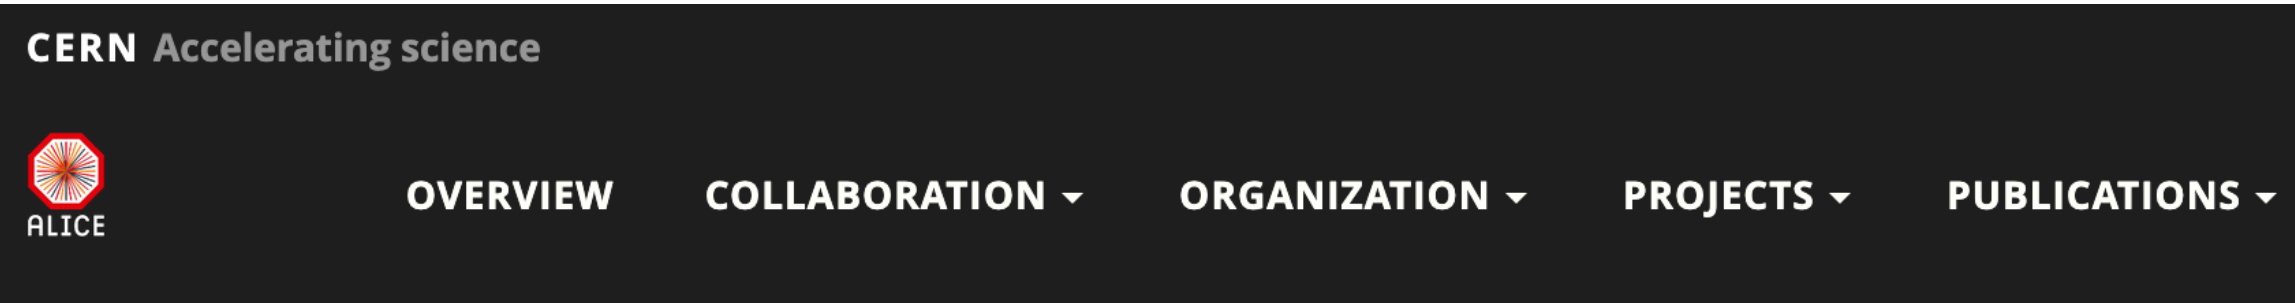 CERN Accelerating science
ALICE
OVERVIEW COLLABORATION ORGANIZATION PROJECTS PUBLICATIONS